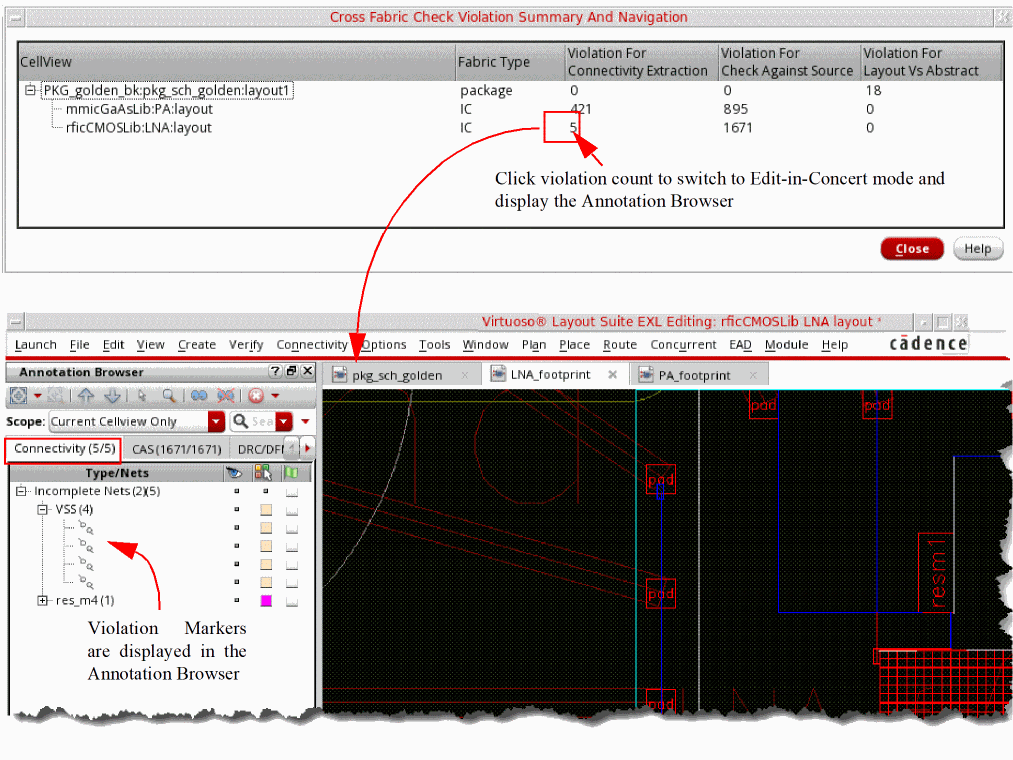 Cross Fabric Check Violation Summary And Navigation
CellView
Fabric Type
Violation For
Connectivity Extraction
Violation For
Check Against Source
Violation For
Layout Vs Abstract
PKG_golden_bk:pkg_sch_golden:layout1 package 0 0 18
mmicGaAsLib:PA:layout IC 421 895 0
rficCMOSLib:LNA:layout IC 5 1671 0
Click violation count to switch to Edit-in-Concert mode and
display the Annotation Browser
Close Help
Virtuoso® Layout Suite EXL Editing: rficCMOSLib LNA layout *
Launch File Edit View Create Verify Connectivity Options Tools Window Plan Place Route Concurrent EAD Module Help cādence
Annotation Browser
pkg_sch_golden LNA_footprint PA_footprint
Scope: Current Cellview Only Sea
Connectivity (5/5) CAS (1671/1671) DRC/DFI
Type/Nets
Incomplete Nets (2)(5)
VSS (4)
res_m4 (1)
Violation Markers
are displayed in the
Annotation Browser
pad pad
pad
resm1
pad
pad